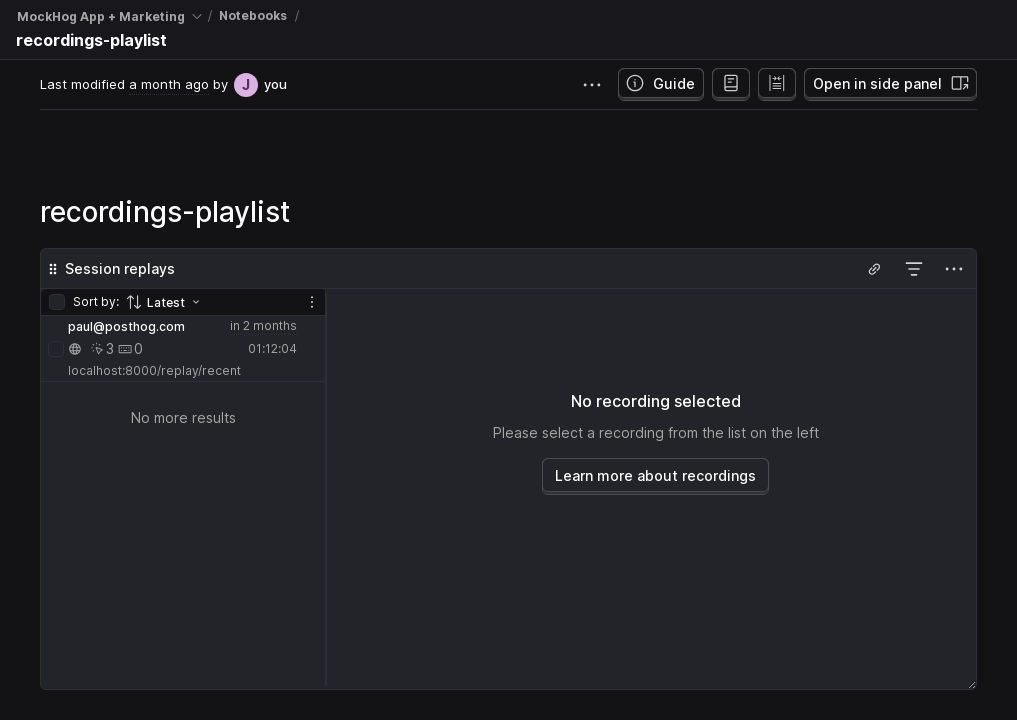 MockHog App + Marketing / Notebooks /
recordings-playlist
Last modified a month ago by J you
Guide
Open in side panel
recordings-playlist
Session replays
Sort by: Latest
paul@posthog.com in 2 months
3 0 01:12:04
localhost:8000/replay/recent
No more results
No recording selected
Please select a recording from the list on the left
Learn more about recordings